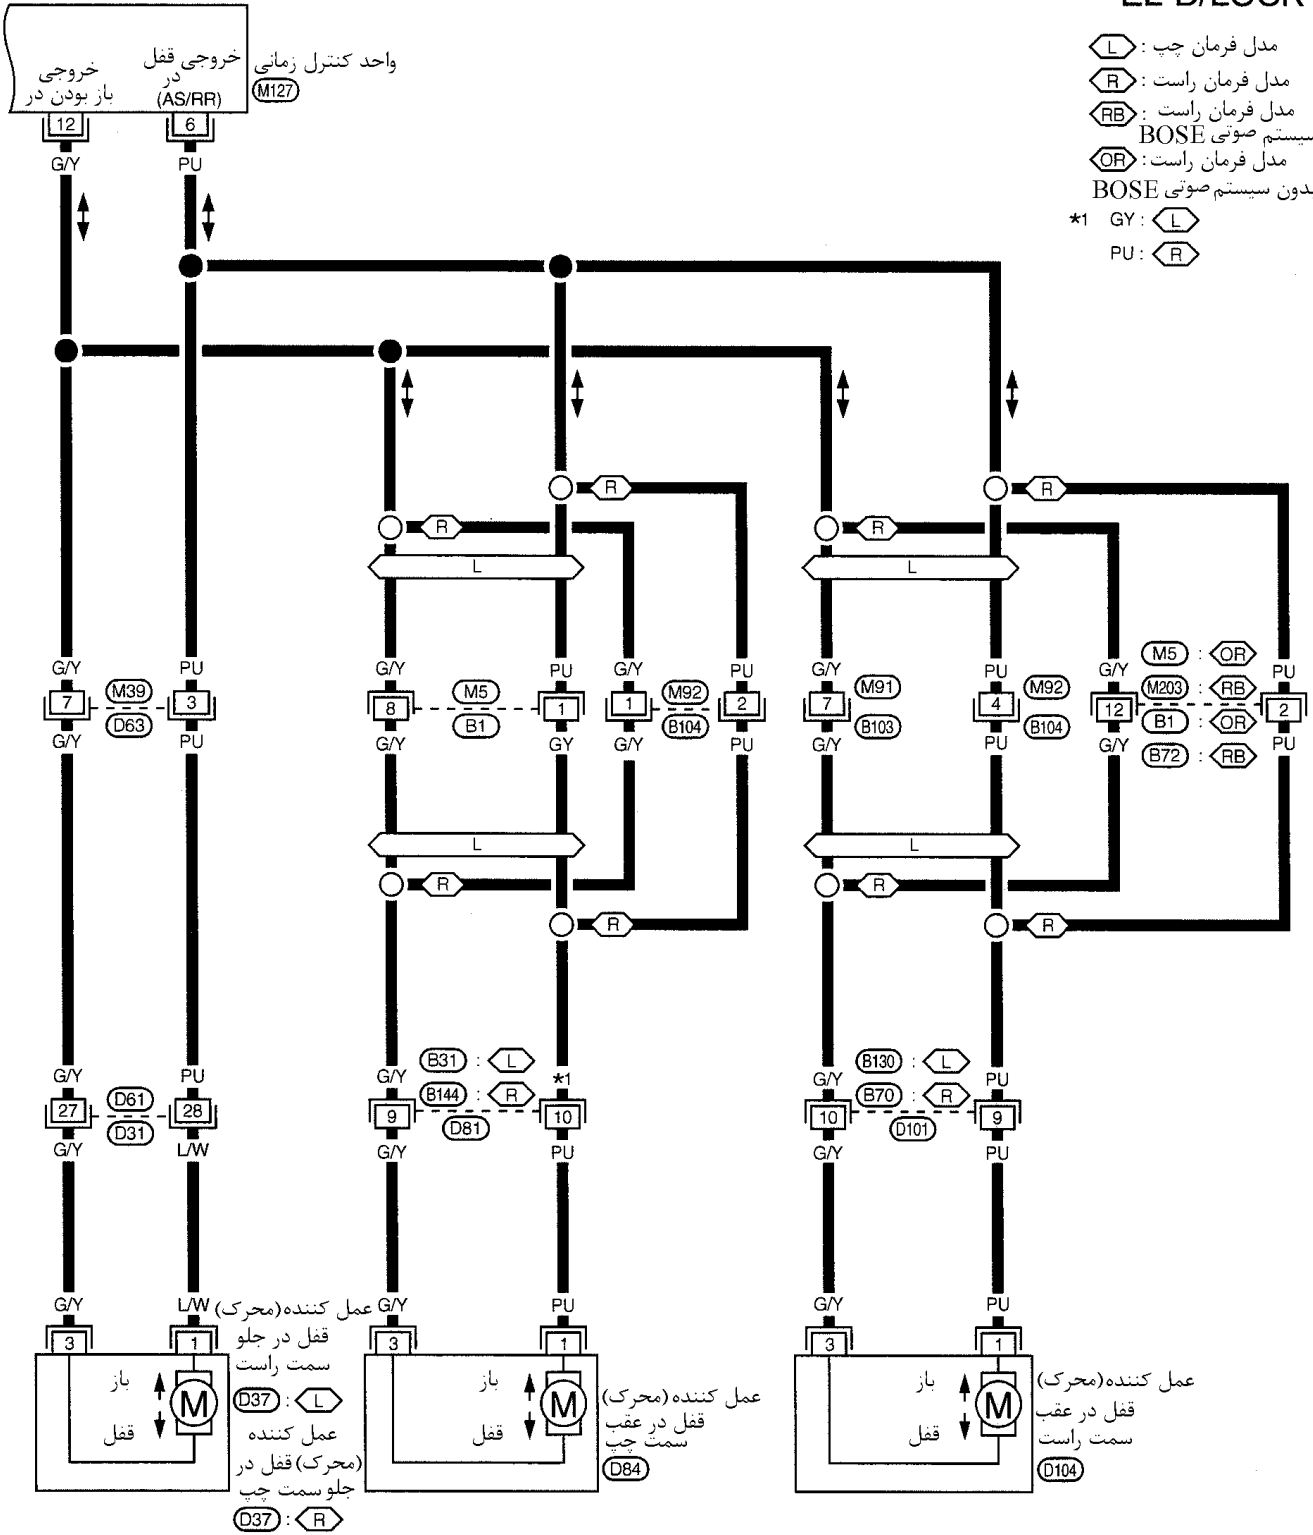 واحد کنترل زمانی
M127
خروجی
باز بودن در
خروجی قفل
در
(AS/RR)
12
6
G/Y
PU
مدل فرمان چپ : L
مدل فرمان راست : R
مدل فرمان راست : RB
سیستم صوتی BOSE
مدل فرمان راست : OR
بدون سیستم صوتی BOSE
*1 GY : L
PU : R
R
R
R
R
L
L
G/Y PU G/Y PU G/Y PU G/Y PU G/Y PU
7 M39 3 8 M5 1 1 M92 2 7 M91 4 M92 12 2
D63 B1 B104 B103 B104
M5 : OR
M203 : RB
B1 : OR
B72 : RB
G/Y PU G/Y GY G/Y PU G/Y PU G/Y PU
L
L
R
R
R
R
B31 : L
B144 : R
D81
B130 : L
B70 : R
D101
G/Y PU G/Y *1 G/Y PU
27 D61 28 9 10 10 9
D31
G/Y L/W G/Y PU G/Y PU
G/Y L/W G/Y PU G/Y PU
3 1 3 1 3 1
باز
قفل
M
عمل کننده (محرک)
قفل در جلو
سمت راست
D37 : L
عمل کننده
(محرک) قفل در
جلو سمت چپ
D37 : R
باز
قفل
M
عمل کننده (محرک)
قفل در عقب
سمت چپ
D84
باز
قفل
M
عمل کننده (محرک)
قفل در عقب
سمت راست
D104